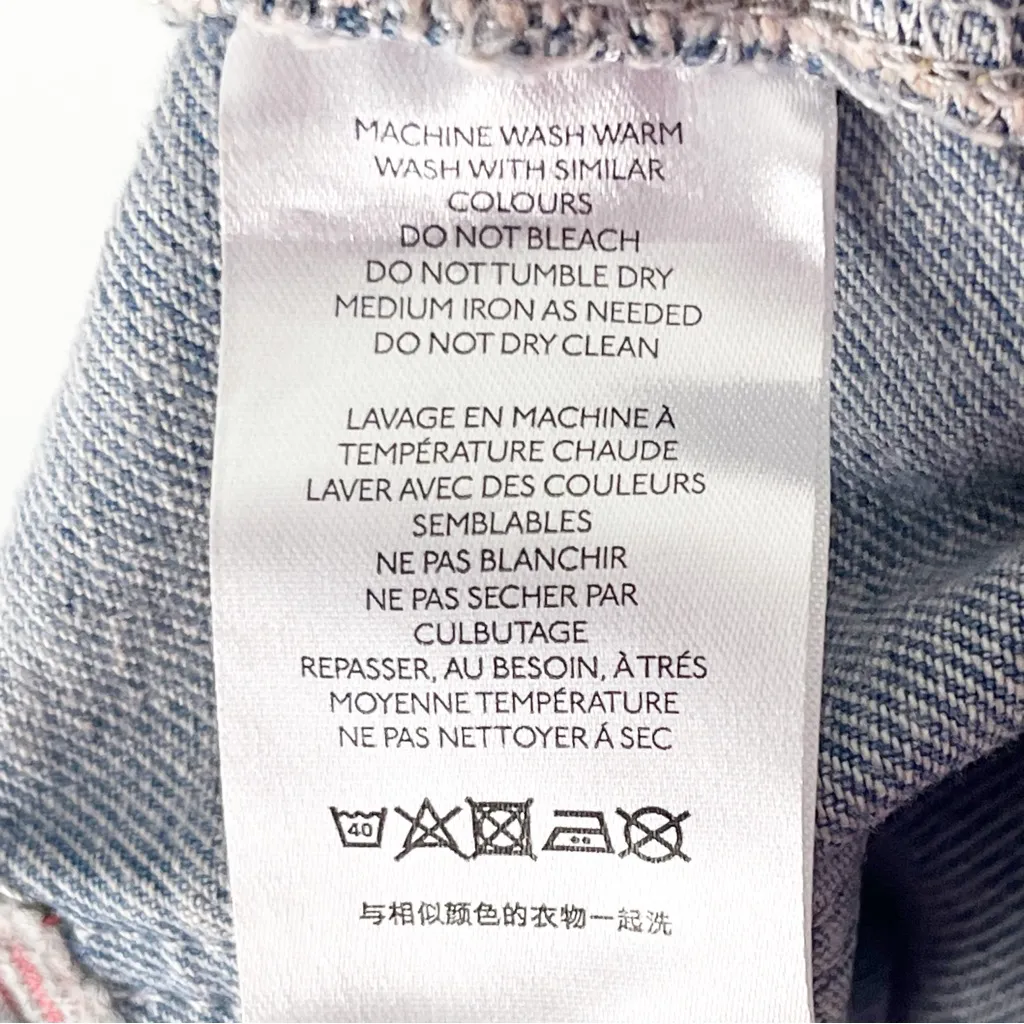 MACHINE WASH WARM
WASH WITH SIMILAR
COLOURS
DO NOT BLEACH
DO NOT TUMBLE DRY
MEDIUM IRON AS NEEDED
DO NOT DRY CLEAN
LAVAGE EN MACHINE À
TEMPÉRATURE CHAUDE
LAVER AVEC DES COULEURS
SEMBLABLES
NE PAS BLANCHIR
NE PAS SECHER PAR
CULBUTAGE
REPASSER, AU BESOIN, À TRÉS
MOYENNE TEMPÉRATURE
NE PAS NETTOYER Á SEC
40
与相似颜色的衣物一起洗